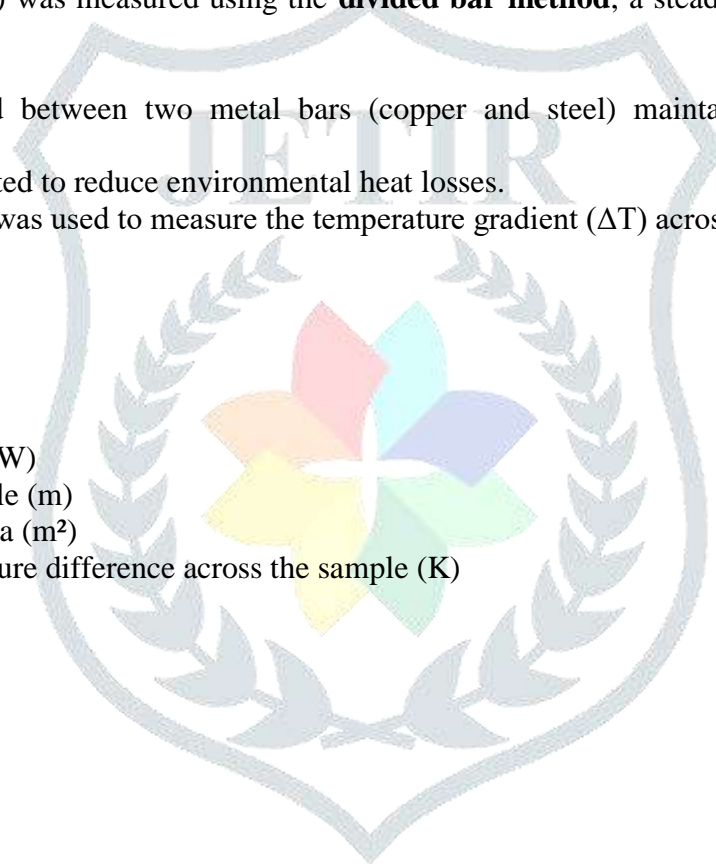 ) was measured using the divided bar method, a stead
d between two metal bars (copper and steel) mainta
ted to reduce environmental heat losses.
was used to measure the temperature gradient (ΔT) acros
JETIR
W)
le (m)
a (m²)
ure difference across the sample (K)